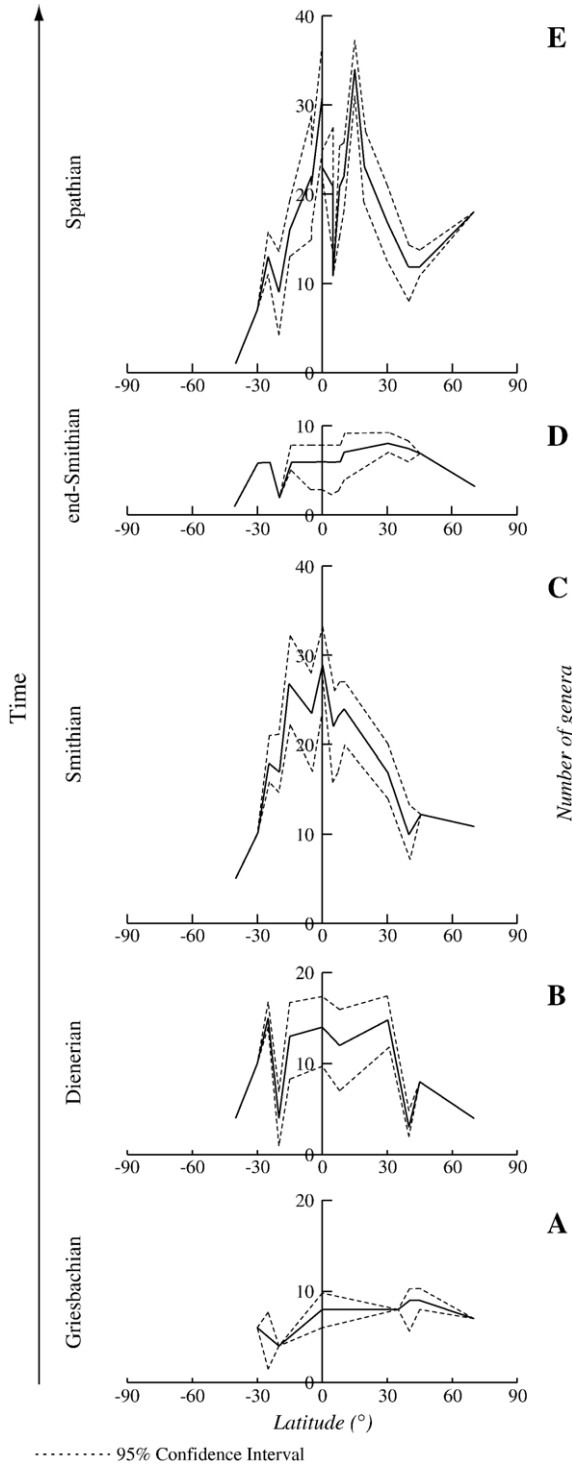 E
40
30
20
10
0
-90 -60 -30 0 30 60 90
Spathian
D
10
0
-90 -60 -30 0 30 60 90
end-Smithian
C
40
30
20
10
0
-90 -60 -30 0 30 60 90
Smithian
Time
Number of genera
B
20
10
0
-90 -60 -30 0 30 60 90
Dienerian
A
20
10
0
-90 -60 -30 0 30 60 90
Griesbachian
Latitude (°)
95% Confidence Interval